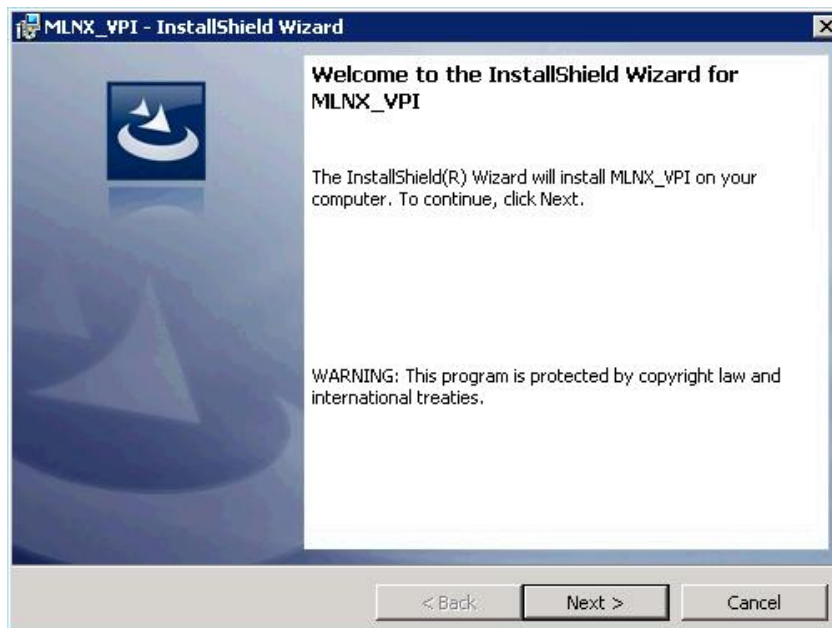 MLNX_VPI - InstallShield Wizard
Welcome to the InstallShield Wizard for
MLNX_VPI
The InstallShield(R) Wizard will install MLNX_VPI on your
computer. To continue, click Next.
WARNING: This program is protected by copyright law and
international treaties.
< Back
Next >
Cancel